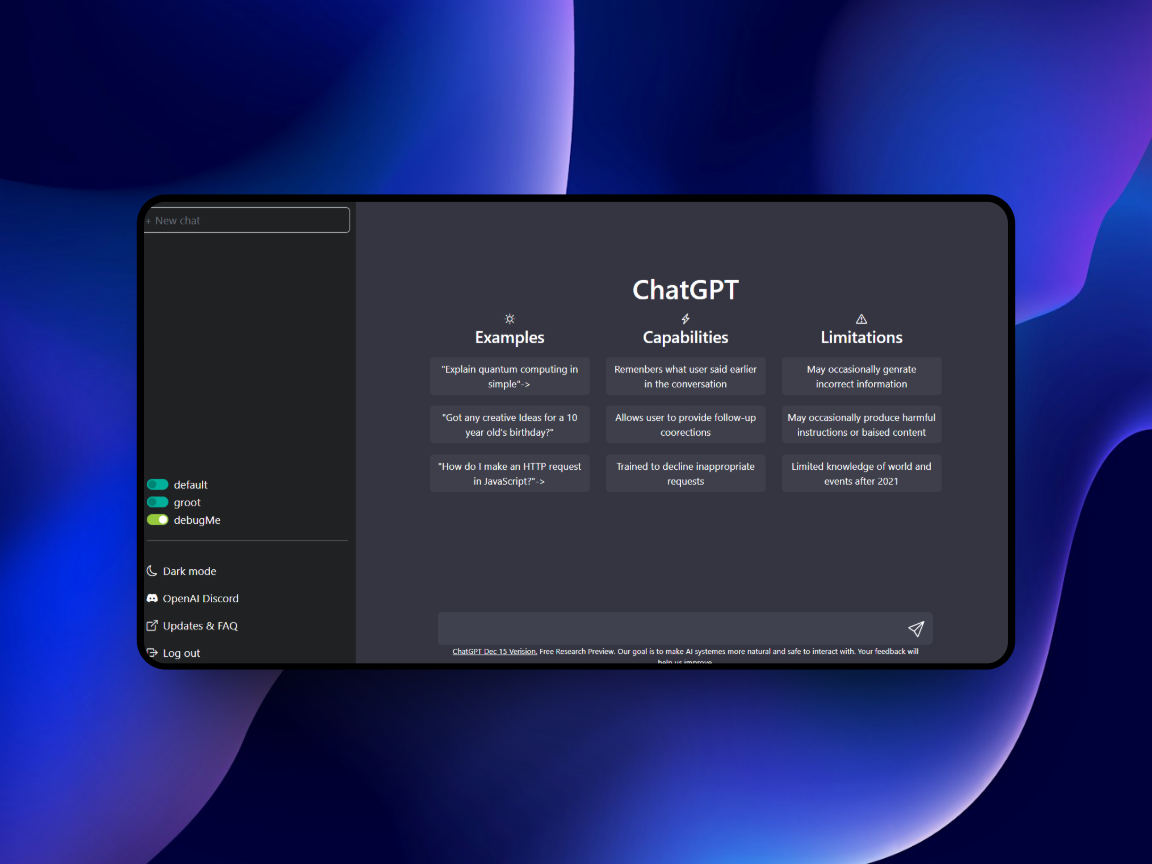 + New chat
default
groot
debugMe
Dark mode
OpenAI Discord
Updates & FAQ
Log out
ChatGPT
Examples
"Explain quantum computing in
simple"->
"Got any creative Ideas for a 10
year old's birthday?"
"How do I make an HTTP request
in JavaScript?"->
Capabilities
Remenbers what user said earlier
in the conversation
Allows user to provide follow-up
coorections
Trained to decline inappropriate
requests
Limitations
May occasionally genrate
incorrect information
May occasionally produce harmful
instructions or baised content
Limited knowledge of world and
events after 2021
ChatGPT Dec 15 Verision. Free Research Preview. Our goal is to make AI systemes more natural and safe to interact with. Your feedback will
help us improve